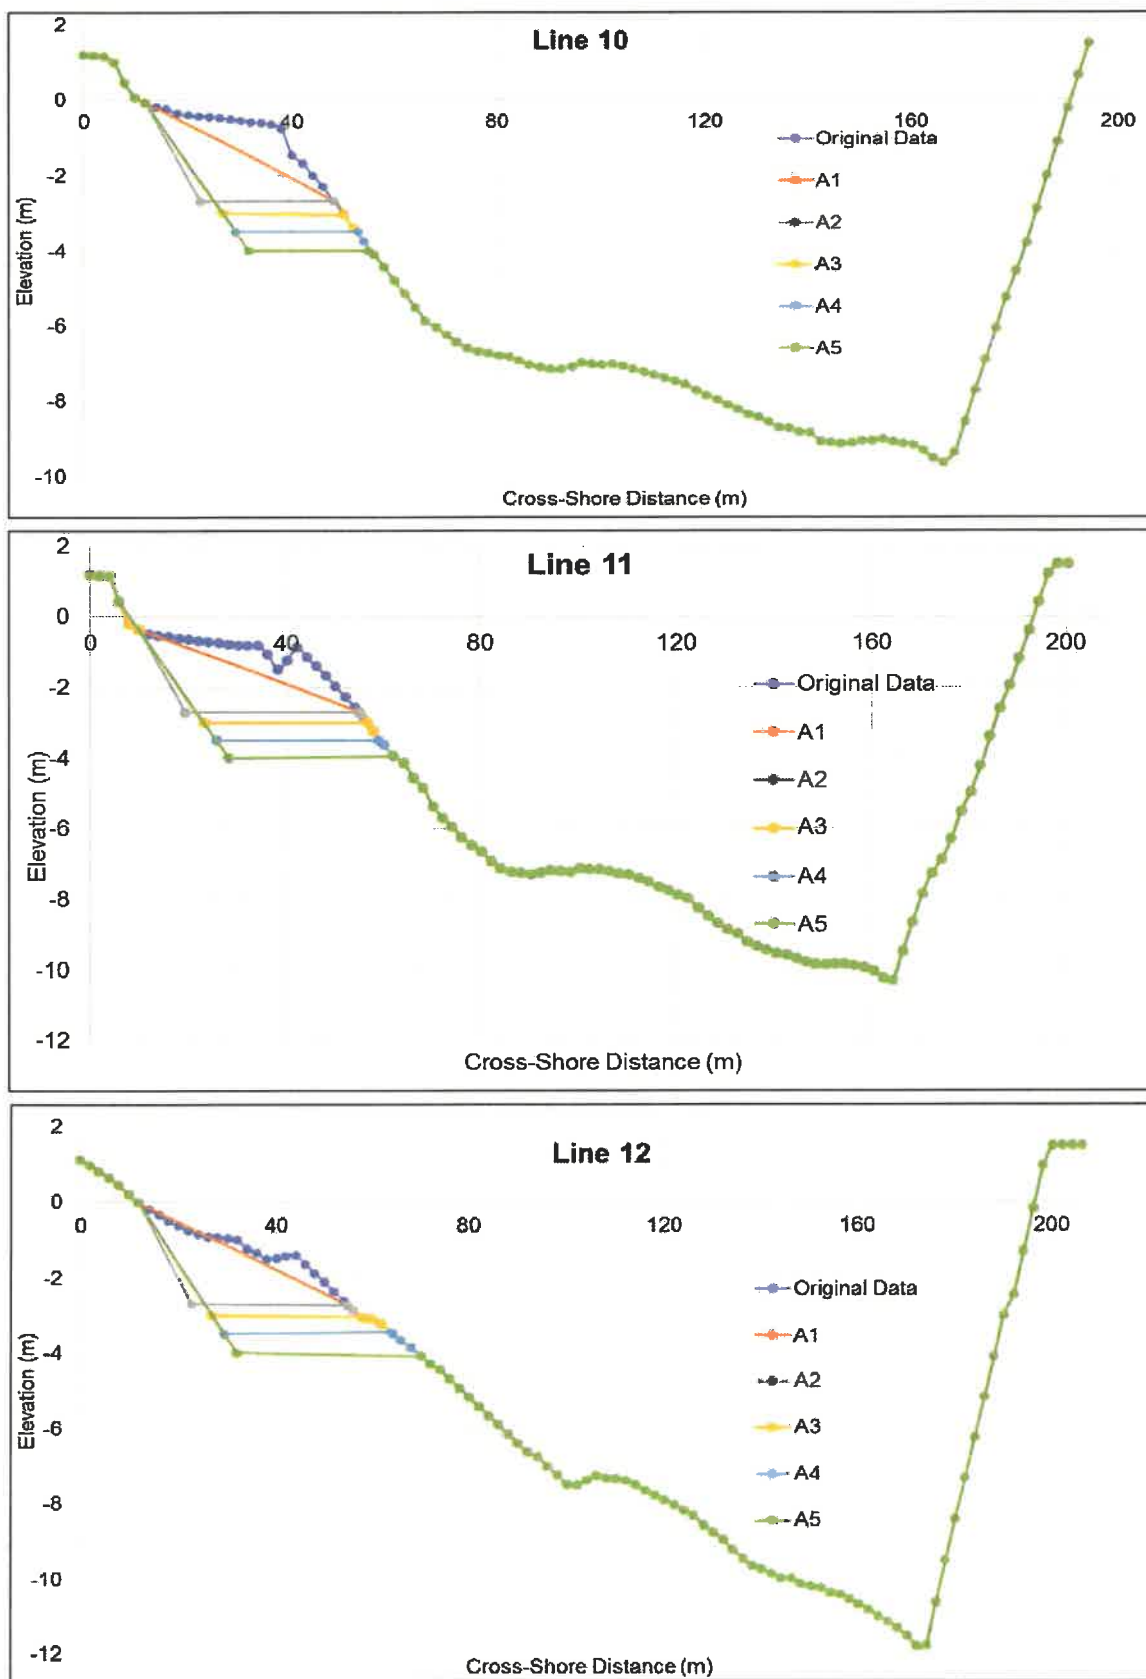 Line 10
2
0
-2
-4
-6
-8
-10
0
40
80
120
160
200
Elevation (m)
Cross-Shore Distance (m)
Original Data
A1
A2
A3
A4
A5
Line 11
2
0
-2
-4
-6
-8
-10
-12
0
40
80
120
160
200
Elevation (m)
Cross-Shore Distance (m)
Original Data
A1
A2
A3
A4
A5
Line 12
2
0
-2
-4
-6
-8
-10
-12
0
40
80
120
160
200
Elevation (m)
Cross-Shore Distance (m)
Original Data
A1
A2
A3
A4
A5